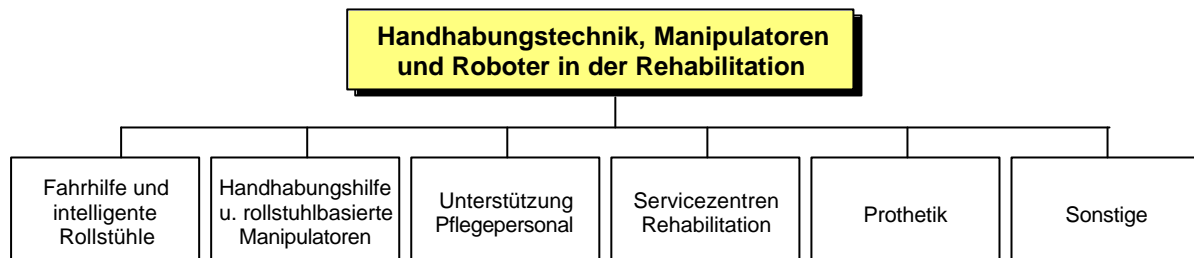 Handhabungstechnik, Manipulatoren
und Roboter in der Rehabilitation
Fahrhilfe und
intelligente
Rollstühle
Handhabungshilfe
u. rollstuhlbasierte
Manipulatoren
Unterstützung
Pflegepersonal
Servicezentren
Rehabilitation
Prothetik
Sonstige